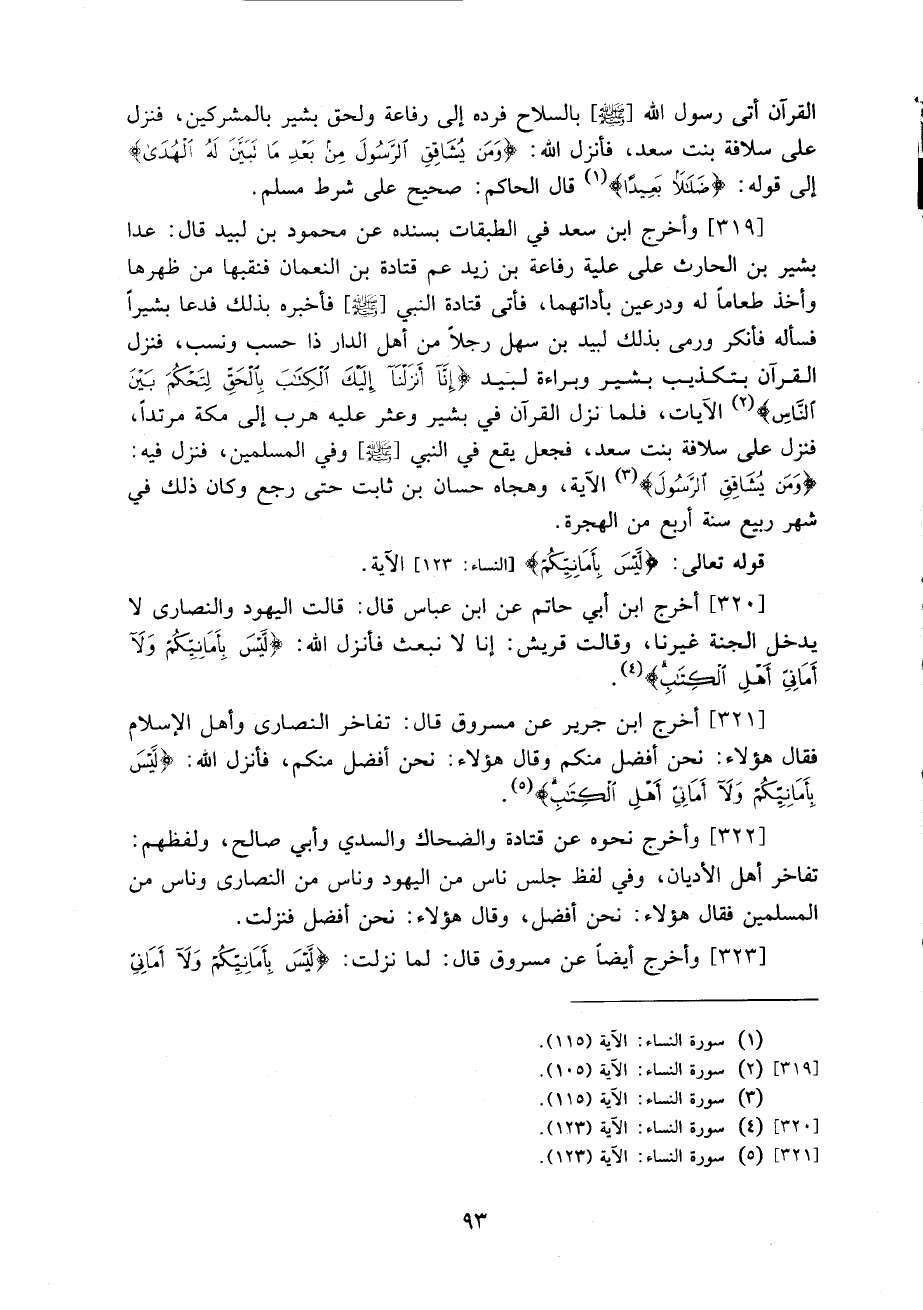 القرآن أتى رسول الله [ﷺ] بالسلاح فرده إلى رفاعة ولحق بشير بالمشركين، فنزل
على سلافة بنت سعد، فأنزل الله: ﴿وَمَن يُشَاقِقِ ٱلرَّسُولَ مِنۢ بَعْدِ مَا تَبَيَّنَ لَهُ ٱلْهُدَىٰ﴾
إلى قوله: ﴿ضَلَٰلًۢا بَعِيدًا﴾(١) قال الحاكم: صحيح على شرط مسلم.
[٣١٩] وأخرج ابن سعد في الطبقات بسنده عن محمود بن لبيد قال: عدا
بشير بن الحارث على علية رفاعة بن زيد عم قتادة بن النعمان فنقبها من ظهرها
وأخذ طعاماً له ودرعين بأداتهما، فأتى قتادة النبي [ﷺ] فأخبره بذلك فدعا بشيراً
فسأله فأنكر ورمى بذلك لبيد بن سهل رجلاً من أهل الدار ذا حسب ونسب، فنزل
القرآن بتكذيب بشير وبراءة لبيد ﴿إِنَّآ أَنزَلْنَآ إِلَيْكَ ٱلْكِتَٰبَ بِٱلْحَقِّ لِتَحْكُمَ بَيْنَ
ٱلنَّاسِ﴾(٢) الآيات، فلما نزل القرآن في بشير وعثر عليه هرب إلى مكة مرتداً،
فنزل على سلافة بنت سعد، فجعل يقع في النبي [ﷺ] وفي المسلمين، فنزل فيه:
﴿وَمَن يُشَاقِقِ ٱلرَّسُولَ﴾(٣) الآية، وهجاه حسان بن ثابت حتى رجع وكان ذلك في
شهر ربيع سنة أربع من الهجرة.
قوله تعالى: ﴿لَّيْسَ بِأَمَانِيِّكُمْ﴾ [النساء: ١٢٣] الآية.
[٣٢٠] أخرج ابن أبي حاتم عن ابن عباس قال: قالت اليهود والنصارى لا
يدخل الجنة غيرنا، وقالت قريش: إنا لا نبعث فأنزل الله: ﴿لَّيْسَ بِأَمَانِيِّكُمْ وَلَآ
أَمَانِيِّ أَهْلِ ٱلْكِتَٰبِ﴾(٤).
[٣٢١] أخرج ابن جرير عن مسروق قال: تفاخر النصارى وأهل الإسلام
فقال هؤلاء: نحن أفضل منكم وقال هؤلاء: نحن أفضل منكم، فأنزل الله: ﴿لَّيْسَ
بِأَمَانِيِّكُمْ وَلَآ أَمَانِيِّ أَهْلِ ٱلْكِتَٰبِ﴾(٥).
[٣٢٢] وأخرج نحوه عن قتادة والضحاك والسدي وأبي صالح، ولفظهم:
تفاخر أهل الأديان، وفي لفظ جلس ناس من اليهود وناس من النصارى وناس من
المسلمين فقال هؤلاء: نحن أفضل، وقال هؤلاء: نحن أفضل فنزلت.
[٣٢٣] وأخرج أيضاً عن مسروق قال: لما نزلت: ﴿لَّيْسَ بِأَمَانِيِّكُمْ وَلَآ أَمَانِيِّ
(١) سورة النساء: الآية (١١٥).
[٣١٩] (٢) سورة النساء: الآية (١٠٥).
(٣) سورة النساء: الآية (١١٥).
[٣٢٠] (٤) سورة النساء: الآية (١٢٣).
[٣٢١] (٥) سورة النساء: الآية (١٢٣).
٩٣